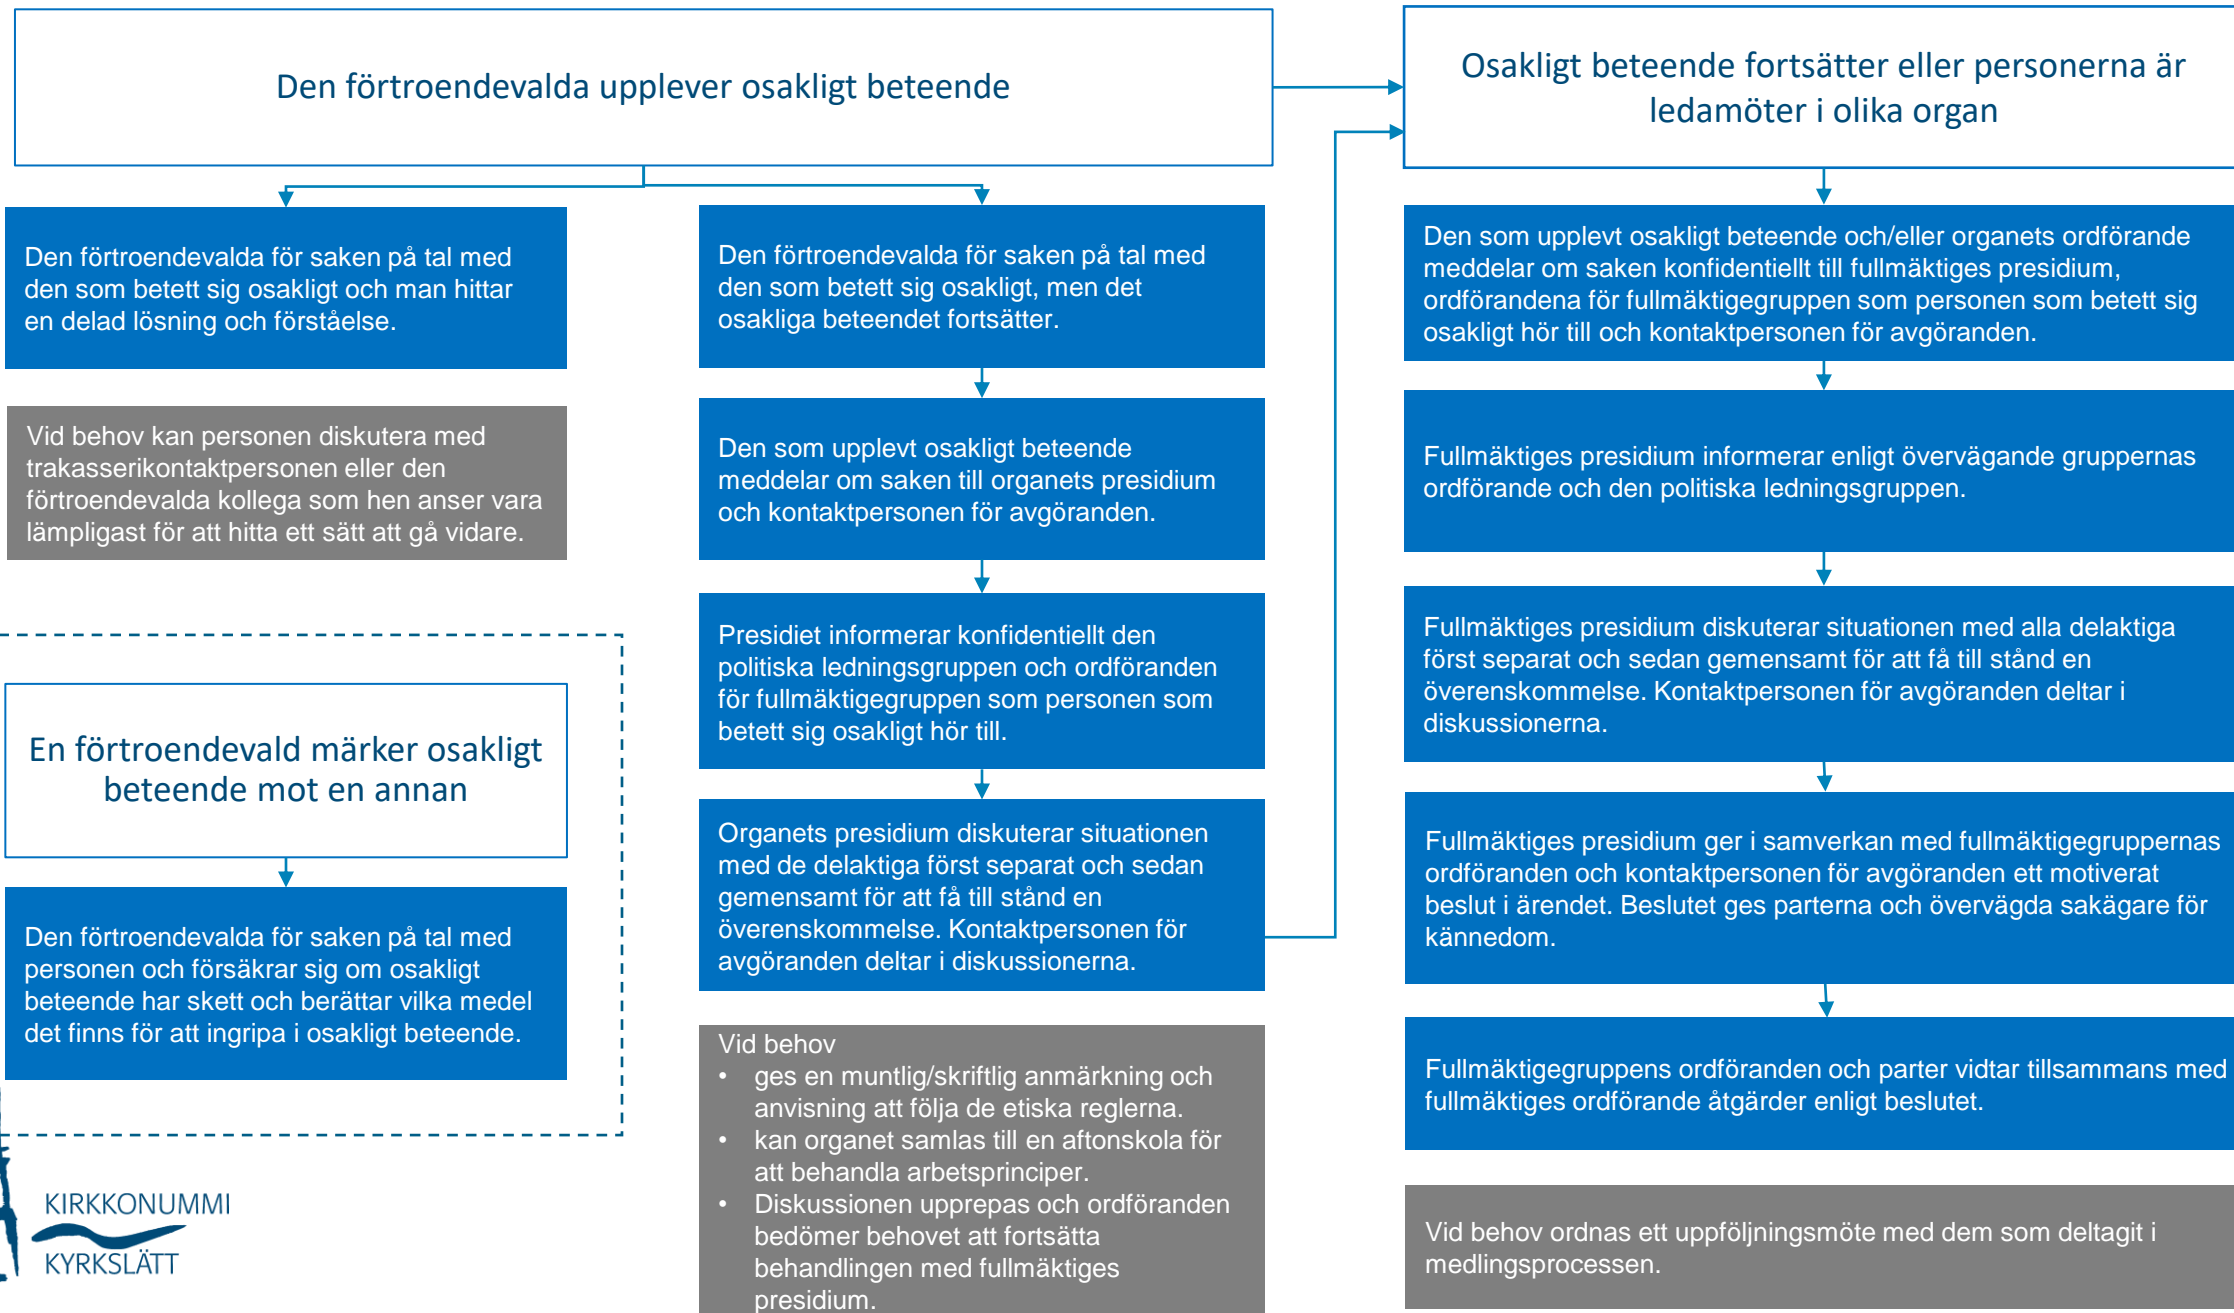 Den förtroendevalda upplever osakligt beteende
Den förtroendevalda för saken på tal med
den som betett sig osakligt och man hittar
en delad lösning och förståelse.
Vid behov kan personen diskutera med
trakasserikontaktpersonen eller den
förtroendevalda kollega som hen anser vara
lämpligast för att hitta ett sätt att gå vidare.
En förtroendevald märker osakligt
beteende mot en annan
Den förtroendevalda för saken på tal med
personen och försäkrar sig om osakligt
beteende har skett och berättar vilka medel
det finns för att ingripa i osakligt beteende.
KIRKKONUMMI
KYRKSLÄTT
Den förtroendevalda för saken på tal med
den som betett sig osakligt, men det
osakliga beteendet fortsätter.
Den som upplevt osakligt beteende
meddelar om saken till organets presidium
och kontaktpersonen för avgöranden.
Presidiet informerar konfidentiellt den
politiska ledningsgruppen och ordföranden
för fullmäktigegruppen som personen som
betett sig osakligt hör till.
Organets presidium diskuterar situationen
med de delaktiga först separat och sedan
gemensamt för att få till stånd en
överenskommelse. Kontaktpersonen för
avgöranden deltar i diskussionerna.
Vid behov
• ges en muntlig/skriftlig anmärkning och
anvisning att följa de etiska reglerna.
• kan organet samlas till en aftonskola för
att behandla arbetsprinciper.
• Diskussionen upprepas och ordföranden
bedömer behovet att fortsätta
behandlingen med fullmäktiges
presidium.
Osakligt beteende fortsätter eller personerna är
ledamöter i olika organ
Den som upplevt osakligt beteende och/eller organets ordförande
meddelar om saken konfidentiellt till fullmäktiges presidium,
ordförandena för fullmäktigegruppen som personen som betett sig
osakligt hör till och kontaktpersonen för avgöranden.
Fullmäktiges presidium informerar enligt övervägande gruppernas
ordförande och den politiska ledningsgruppen.
Fullmäktiges presidium diskuterar situationen med alla delaktiga
först separat och sedan gemensamt för att få till stånd en
överenskommelse. Kontaktpersonen för avgöranden deltar i
diskussionerna.
Fullmäktiges presidium ger i samverkan med fullmäktigegruppernas
ordföranden och kontaktpersonen för avgöranden ett motiverat
beslut i ärendet. Beslutet ges parterna och övervägda sakägare för
kännedom.
Fullmäktigegruppens ordföranden och parter vidtar tillsammans med
fullmäktiges ordförande åtgärder enligt beslutet.
Vid behov ordnas ett uppföljningsmöte med dem som deltagit i
medlingsprocessen.